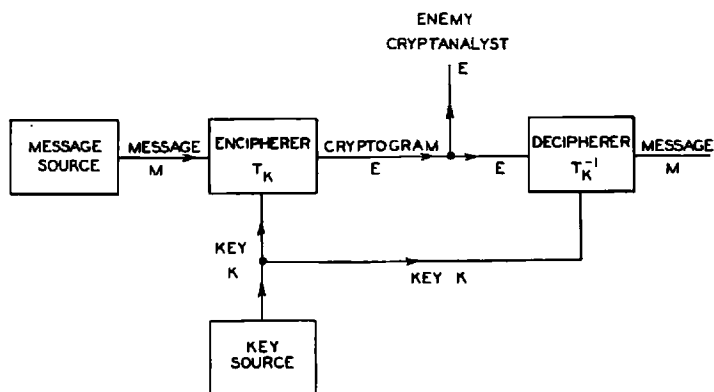 ENEMY
CRYPTANALYST
E
MESSAGE
SOURCE
MESSAGE
M
ENCIPHERER
T_K
CRYPTOGRAM
E
E
DECIPHERER
T_K^-1
MESSAGE
M
KEY
K
KEY K
KEY
SOURCE